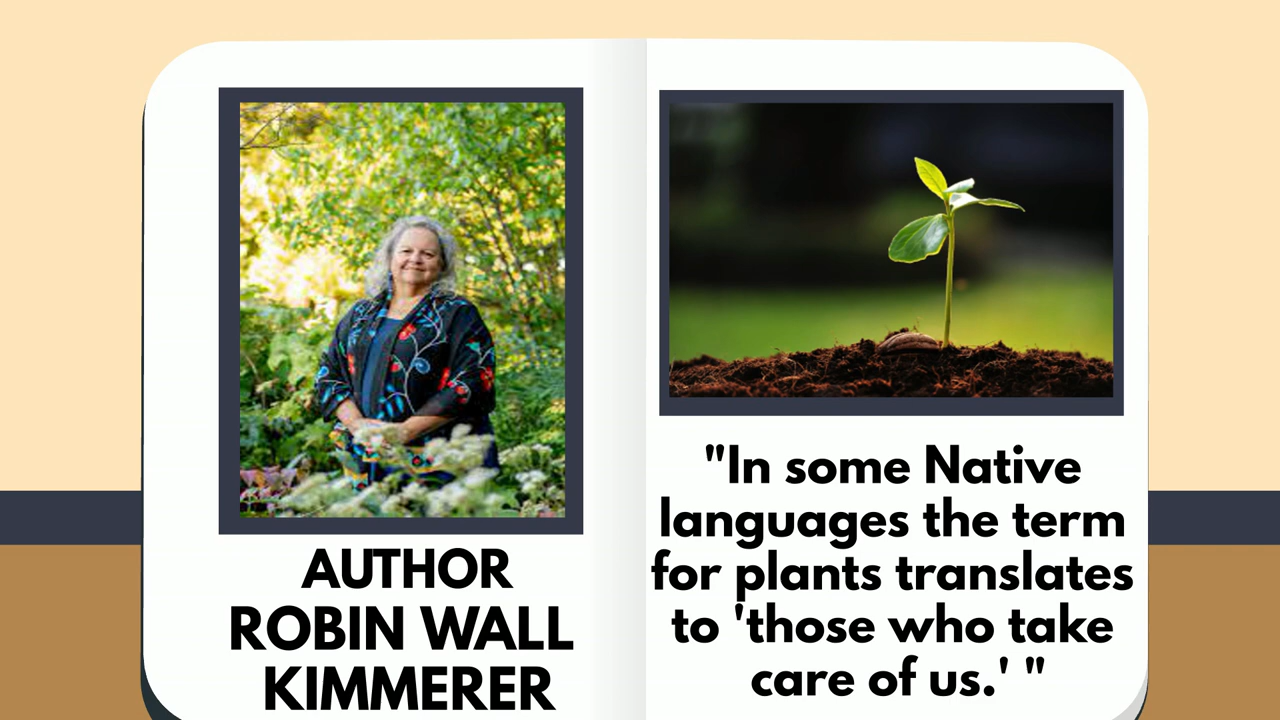 AUTHOR
ROBIN WALL
KIMMERER
"In some Native
languages the term
for plants translates
to 'those who take
care of us.' "